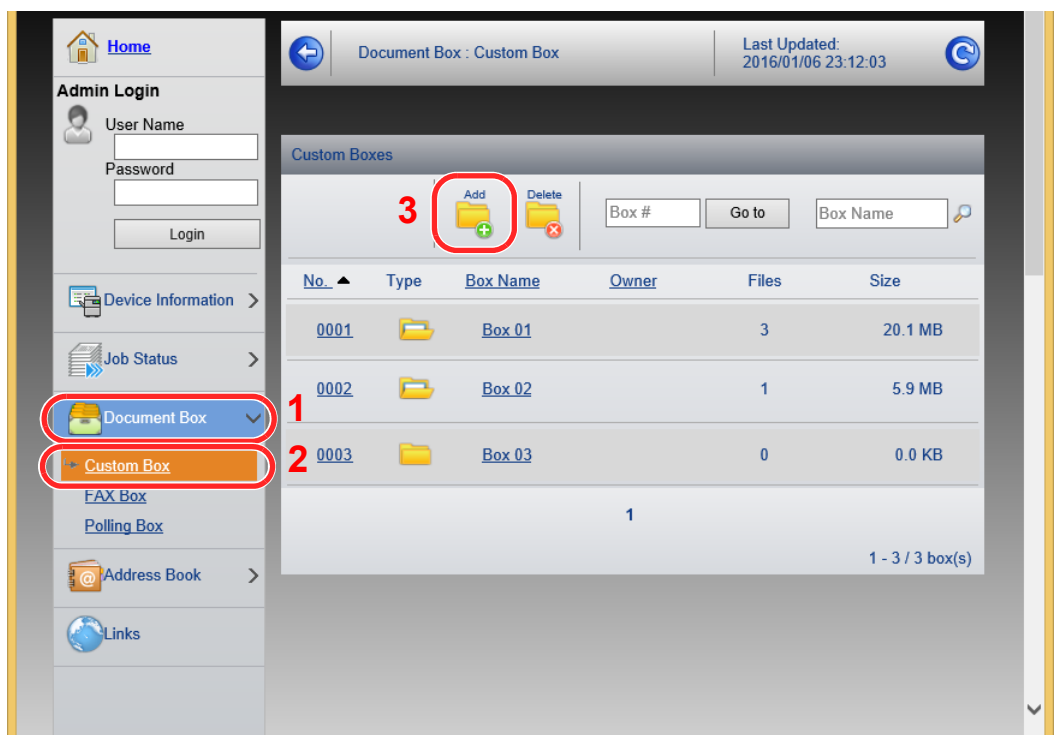 Home
Admin Login
User Name
Password
Login
Device Information
Job Status
Document Box
1
Custom Box
2
FAX Box
Polling Box
Address Book
@
Links
Document Box : Custom Box
Last Updated:
2016/01/06 23:12:03
Custom Boxes
3
Add
Delete
Box #
Go to
Box Name
No. Type Box Name Owner Files Size
0001 Box 01 3 20.1 MB
0002 Box 02 1 5.9 MB
0003 Box 03 0 0.0 KB
1
1 - 3 / 3 box(s)